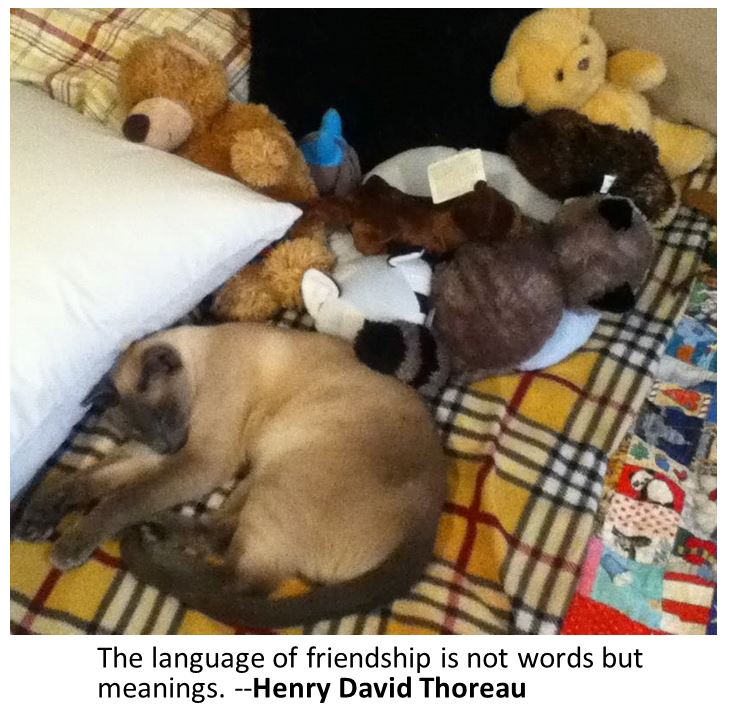 The language of friendship is not words but
meanings. --Henry David Thoreau